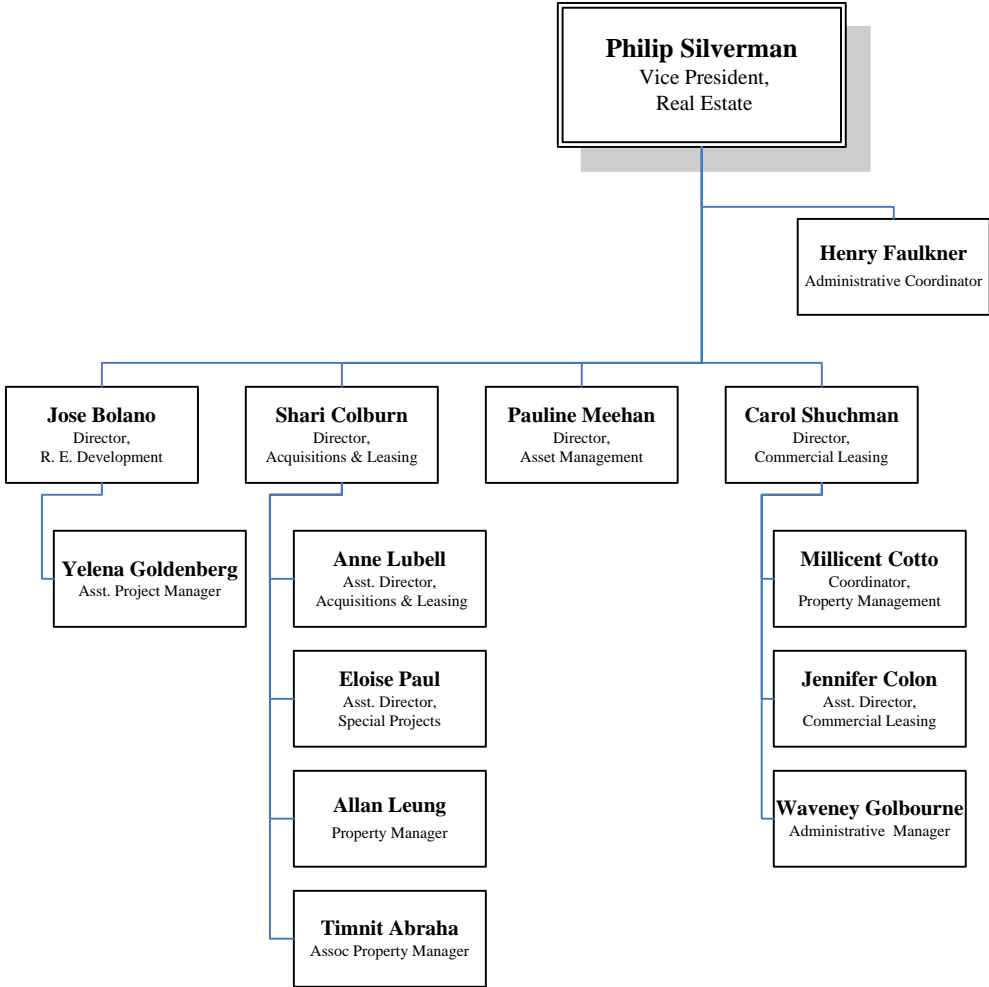 Philip Silverman
Vice President,
Real Estate
Henry Faulkner
Administrative Coordinator
Jose Bolano
Director,
R. E. Development
Shari Colburn
Director,
Acquisitions & Leasing
Pauline Meehan
Director,
Asset Management
Carol Shuchman
Director,
Commercial Leasing
Yelena Goldenberg
Asst. Project Manager
Anne Lubell
Asst. Director,
Acquisitions & Leasing
Eloise Paul
Asst. Director,
Special Projects
Allan Leung
Property Manager
Timnit Abraha
Assoc Property Manager
Millicent Cotto
Coordinator,
Property Management
Jennifer Colon
Asst. Director,
Commercial Leasing
Waveney Golbourne
Administrative  Manager